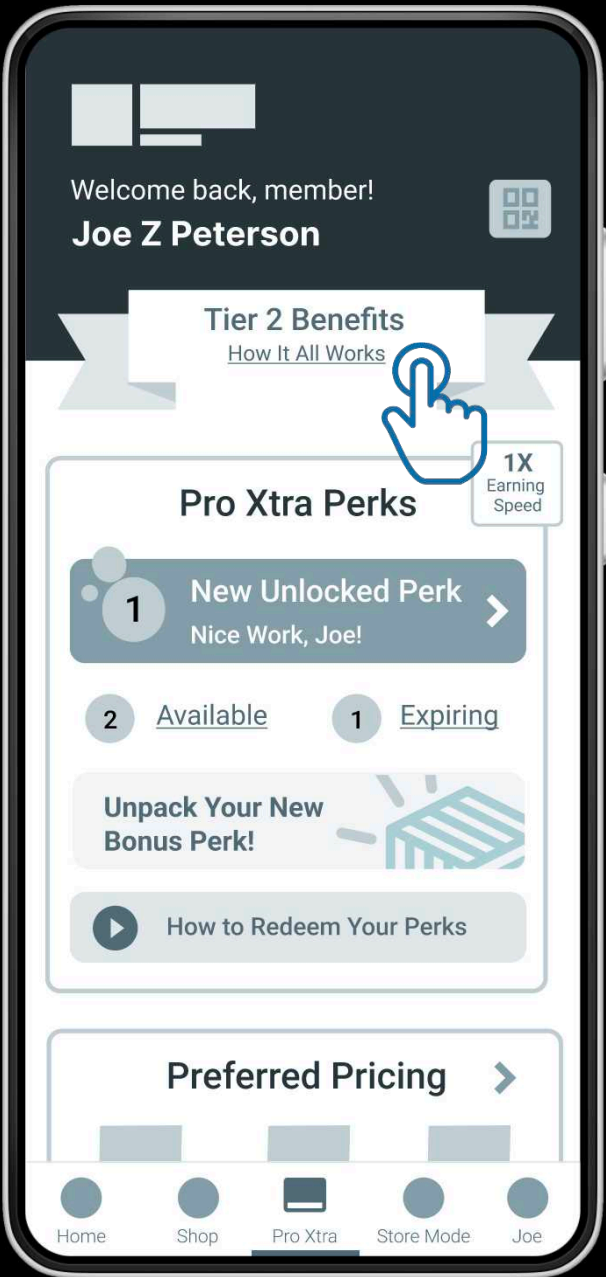 Welcome back, member!
Joe Z Peterson
Tier 2 Benefits
How It All Works
1X
Earning
Speed
Pro Xtra Perks
1
New Unlocked Perk
Nice Work, Joe!
2 Available
1 Expiring
Unpack Your New
Bonus Perk!
How to Redeem Your Perks
Preferred Pricing
Home Shop Pro Xtra Store Mode Joe